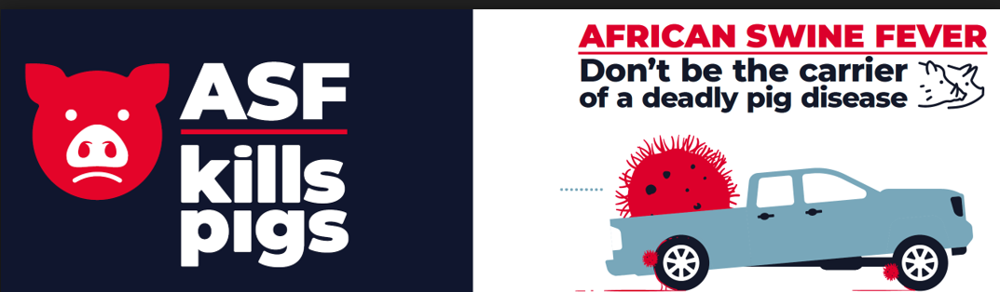 ASF
kills
pigs
AFRICAN SWINE FEVER
Don't be the carrier
of a deadly pig disease